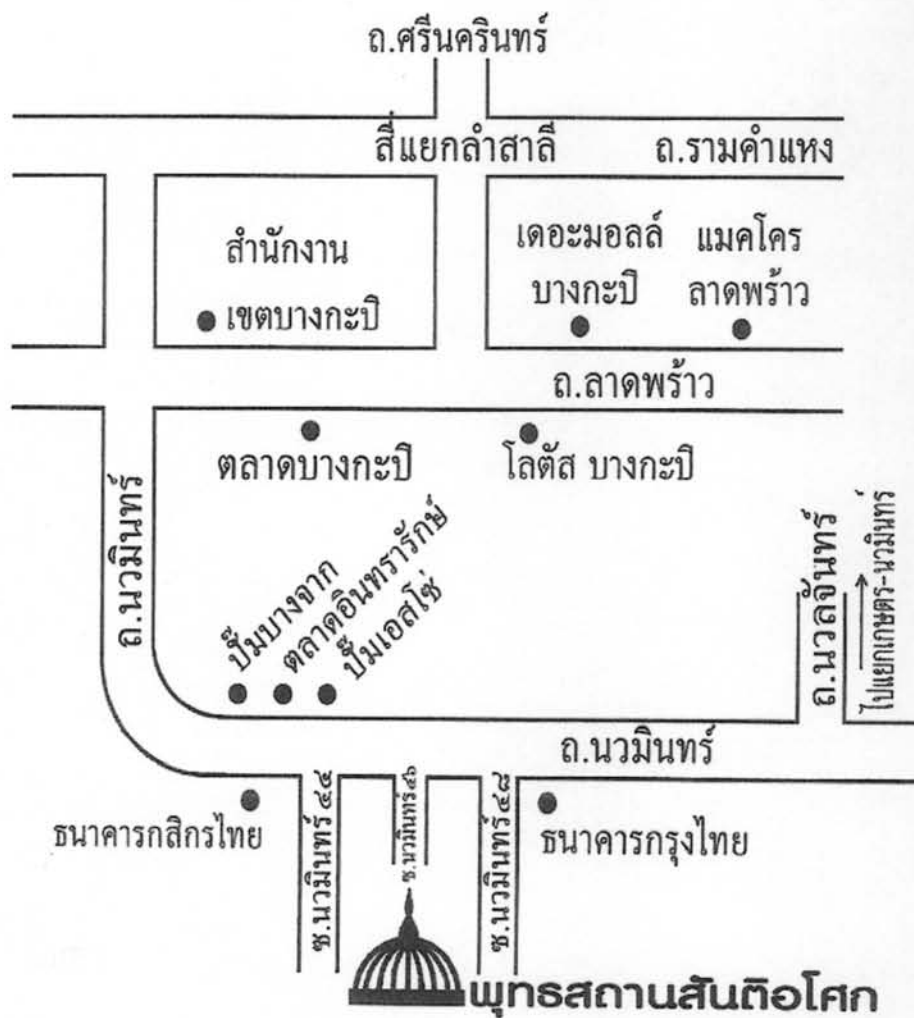 ถ.ศรีนครินทร์
สี่แยกลำสาลี
ถ.รามคำแหง
สำนักงาน
เขตบางกะปิ
เดอะมอลล์
บางกะปิ
แมคโคร
ลาดพร้าว
ถ.ลาดพร้าว
ตลาดบางกะปิ
โลตัส บางกะปิ
ถ.นวมินทร์
ปั๊มบางจาก
ตลาดอินทรารักษ์
ปั๊มเอสโซ่
ถ.นวลจันทร์
ไปแยกเกษตร-นวมินทร์
ถ.นวมินทร์
ธนาคารกสิกรไทย
ซ.นวมินทร์ ๔๔
ซ.นวมินทร์ ๔๖
ซ.นวมินทร์ ๔๘
ธนาคารกรุงไทย
พุทธสถานสันติอโศก